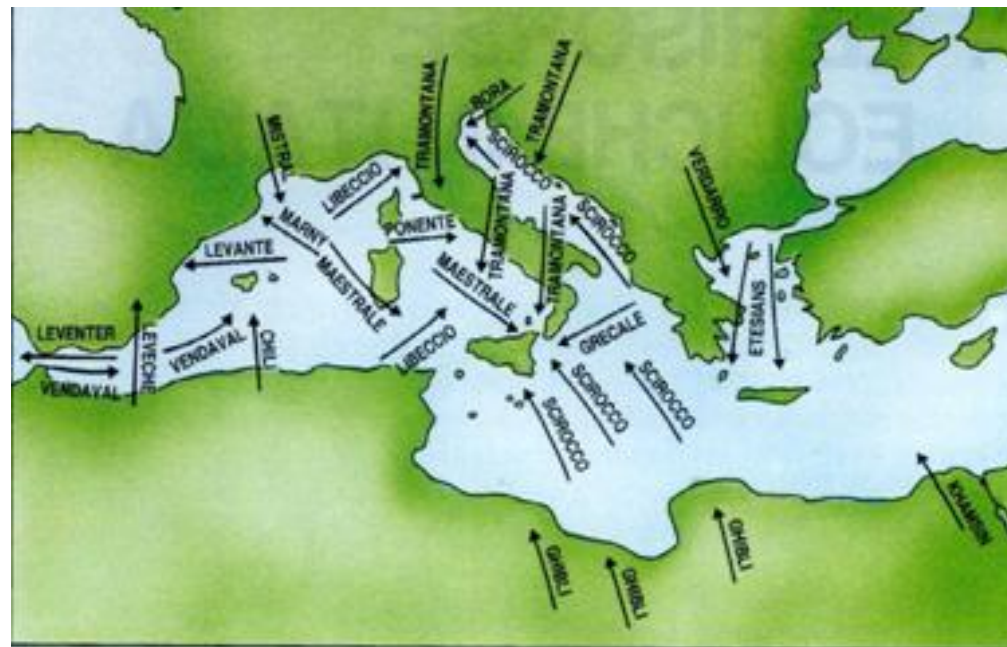 TRAMONTANA
BORA
TRAMONTANA
MISTRAL
SCIROCCO
VERDARRO
LIBECCIO
TRAMONTANA
TRAMONTANA
SCIROCCO
MARNY
PONENTE
LEVANTE
MAESTRALE
MAESTRALE
GRECALE
ETESIANS
LEVENTER
LEVECHE
VENDAVAL
CHILI
LIBECCIO
VENDAVAL
SCIROCCO
SCIROCCO
SCIROCCO
KHAMSIN
GHIBLI
GHIBLI
GHIBLI